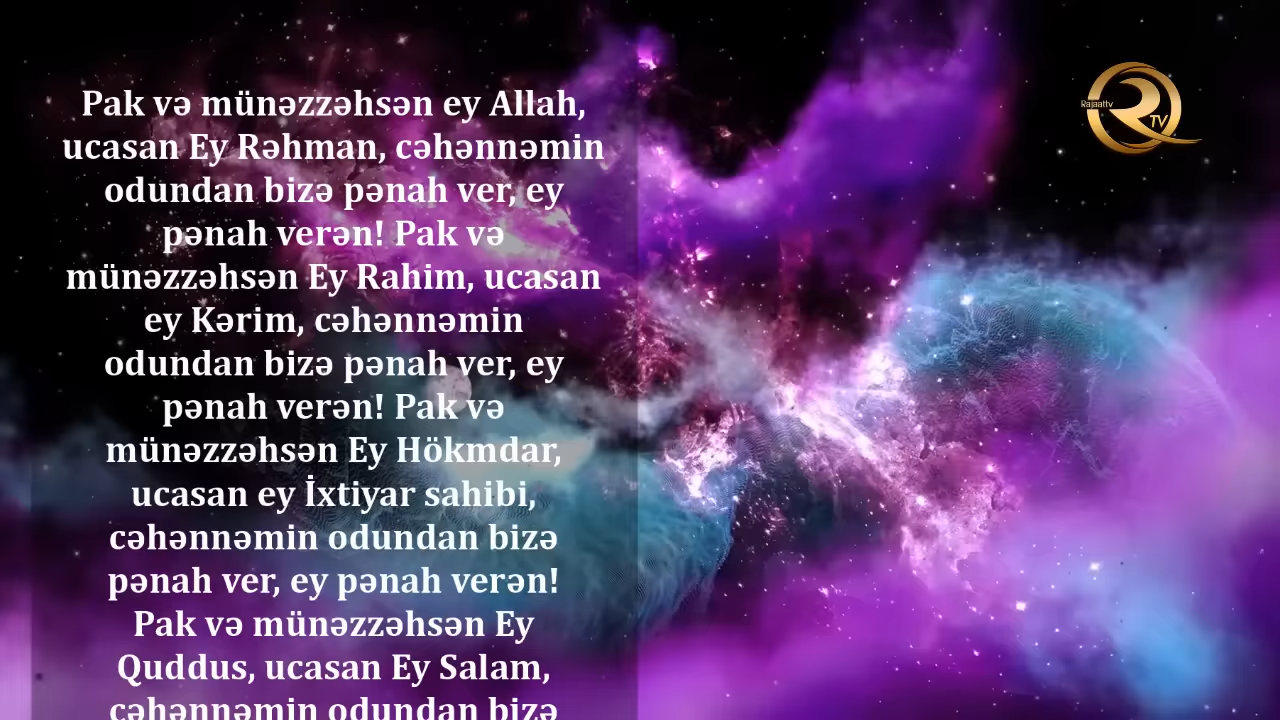 Pak və münəzzəhsən ey Allah,
ucasan Ey Rəhman, cəhənnəmin
odundan bizə pənah ver, ey
pənah verən! Pak və
münəzzəhsən Ey Rahim, ucasan
ey Kərim, cəhənnəmin
odundan bizə pənah ver, ey
pənah verən! Pak və
münəzzəhsən Ey Hökmdar,
ucasan ey İxtiyar sahibi,
cəhənnəmin odundan bizə
pənah ver, ey pənah verən!
Pak və münəzzəhsən Ey
Quddus, ucasan Ey Salam,
cəhənnəmin odundan bizə
Rajaattv
TV